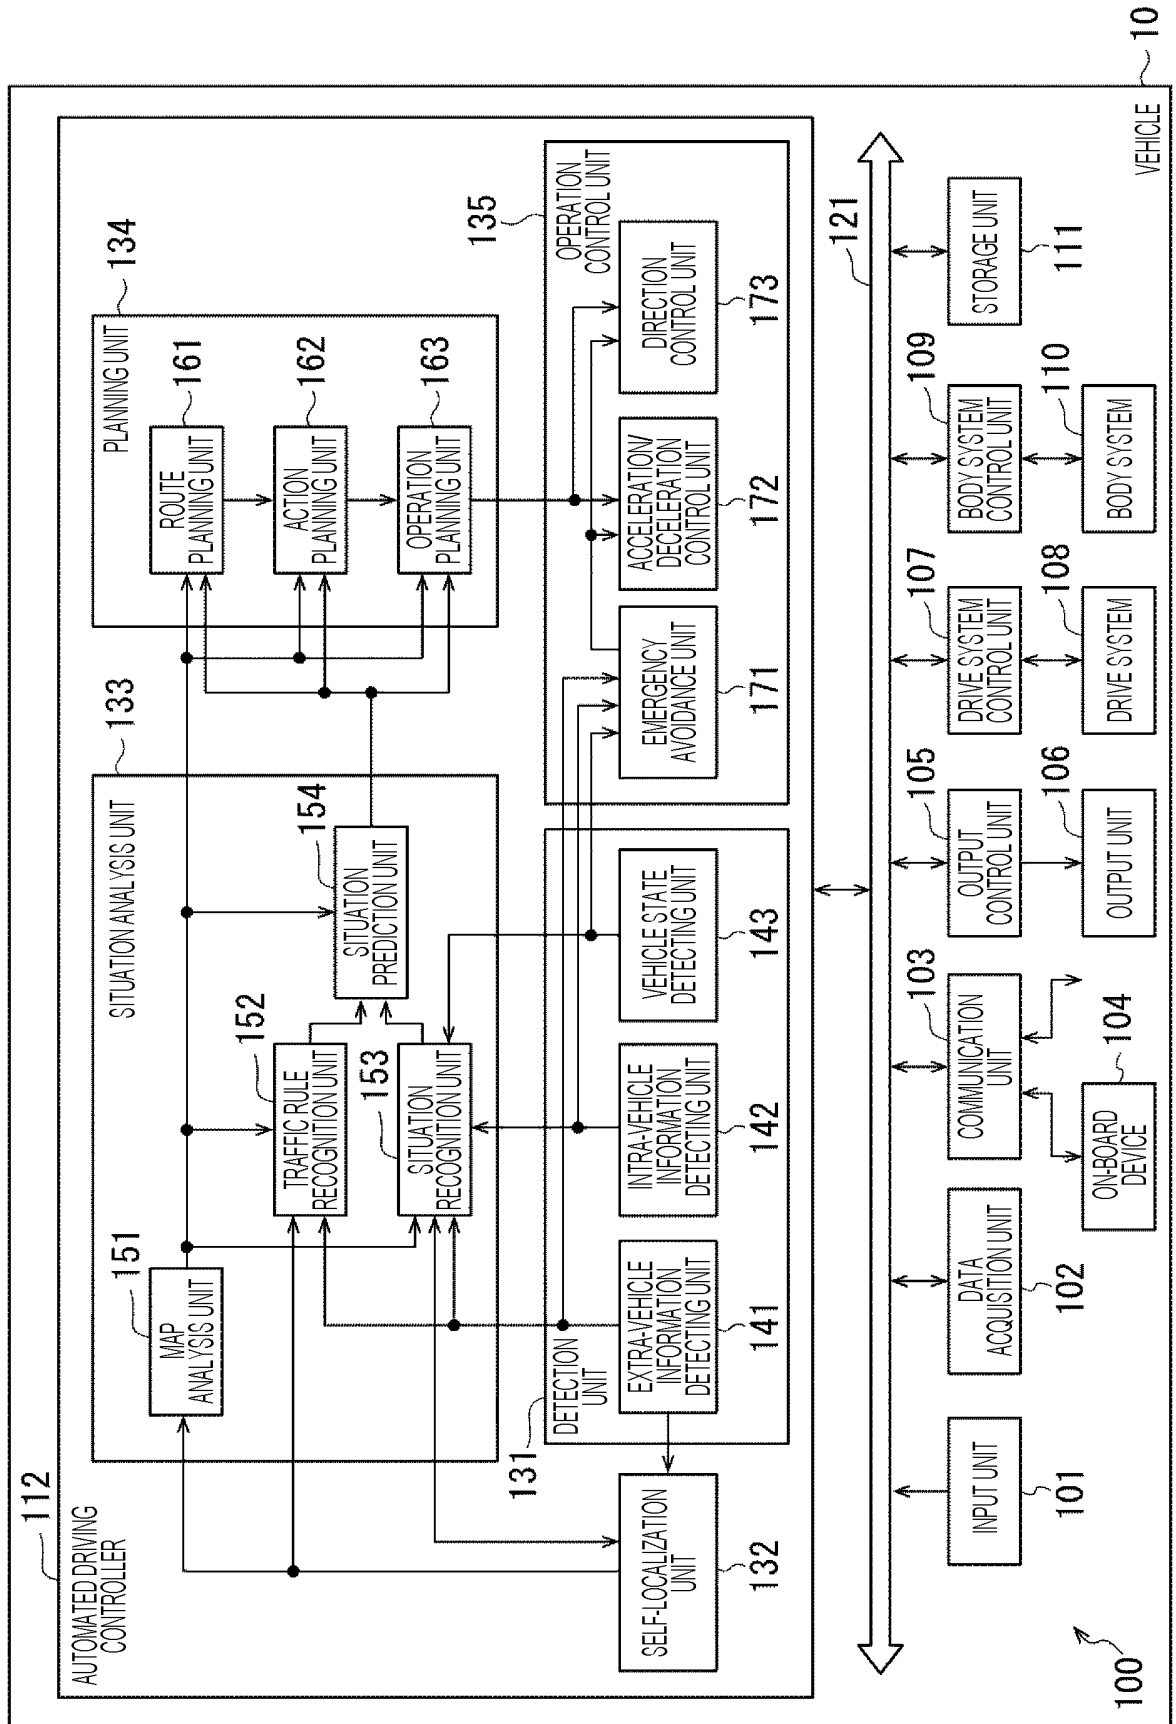 10
VEHICLE
100
112
AUTOMATED DRIVING
CONTROLLER
133
SITUATION ANALYSIS UNIT
151
MAP
ANALYSIS UNIT
152
TRAFFIC RULE
RECOGNITION UNIT
153
SITUATION
RECOGNITION UNIT
154
SITUATION
PREDICTION UNIT
134
PLANNING UNIT
161
ROUTE
PLANNING UNIT
162
ACTION
PLANNING UNIT
163
OPERATION
PLANNING UNIT
132
SELF-LOCALIZATION
UNIT
131
DETECTION
UNIT
EXTRA-VEHICLE
INFORMATION
DETECTING UNIT
141
INTRA-VEHICLE
INFORMATION
DETECTING UNIT
142
VEHICLE STATE
DETECTING UNIT
143
135
OPERATION
CONTROL UNIT
EMERGENCY
AVOIDANCE UNIT
171
ACCELERATION/
DECELERATION
CONTROL UNIT
172
DIRECTION
CONTROL UNIT
173
121
INPUT UNIT
101
DATA
ACQUISITION UNIT
102
103
COMMUNICATION
UNIT
104
ON-BOARD
DEVICE
105
OUTPUT
CONTROL UNIT
106
OUTPUT UNIT
107
DRIVE SYSTEM
CONTROL UNIT
108
DRIVE SYSTEM
109
BODY SYSTEM
CONTROL UNIT
110
BODY SYSTEM
STORAGE UNIT
111